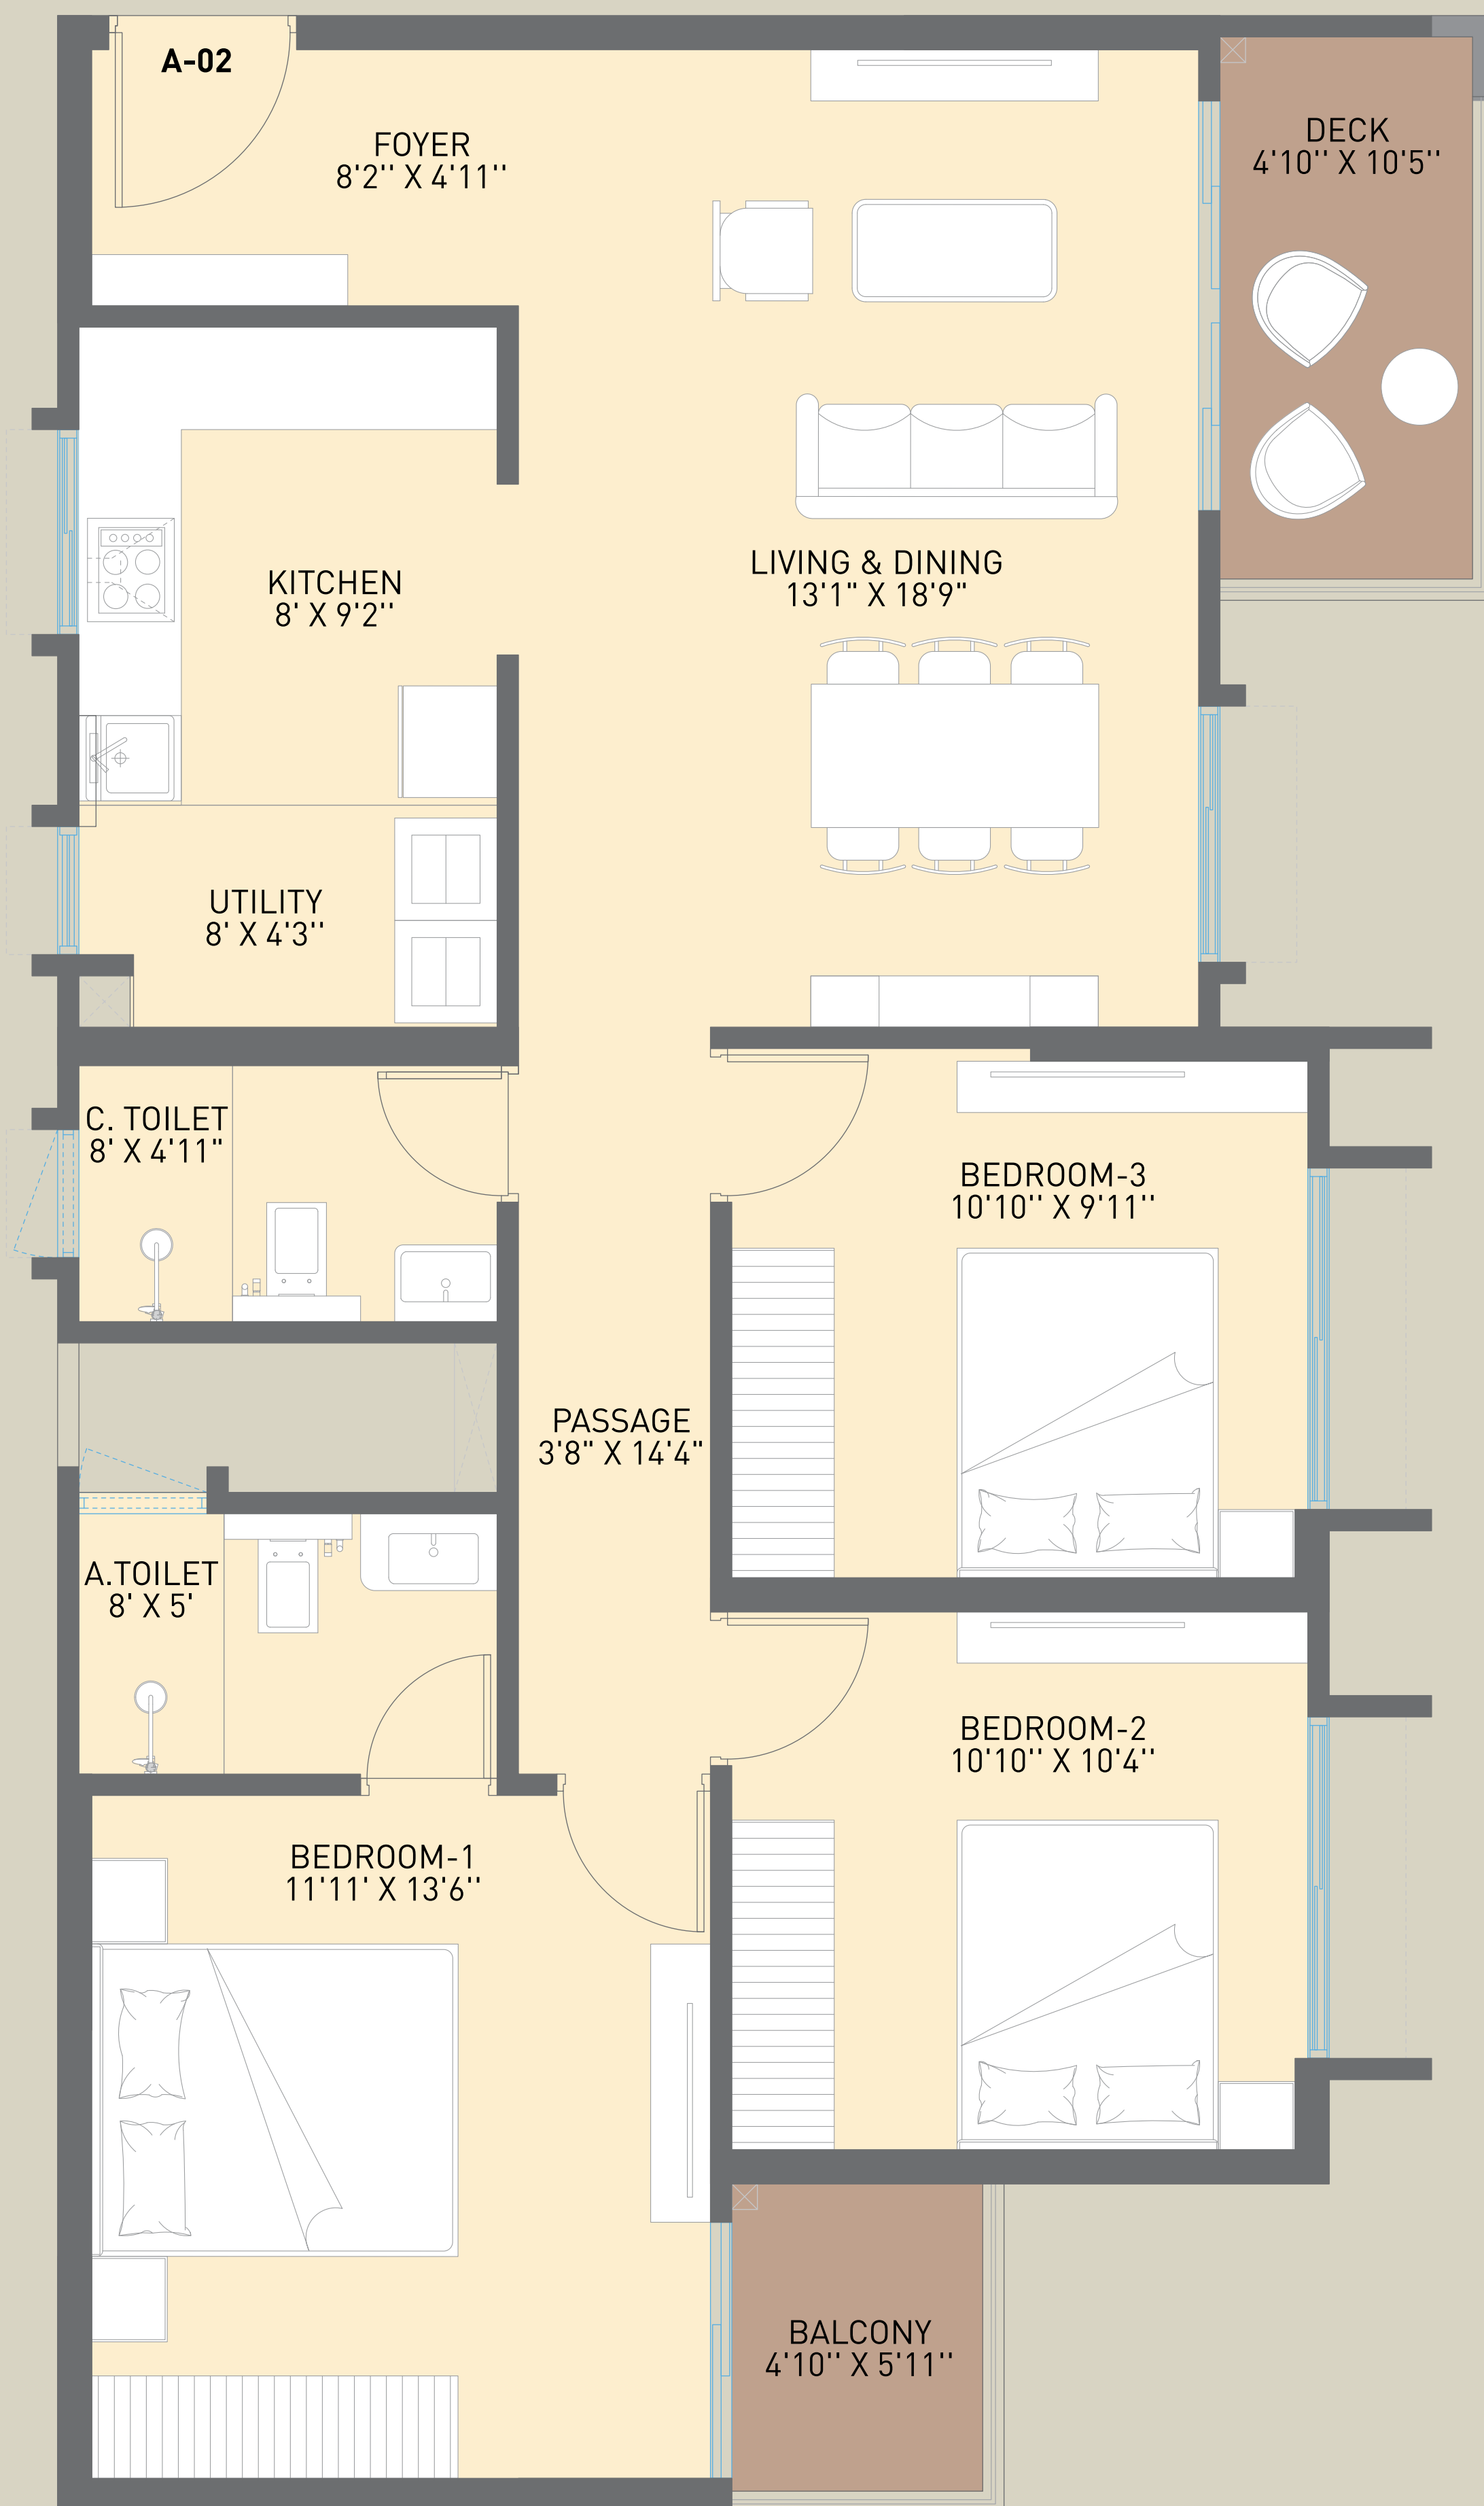 A-02
FOYER
8'2'' X 4'11''
DECK
4'10'' X 10'5''
KITCHEN
8' X 9'2''
LIVING & DINING
13'1" X 18'9"
UTILITY
8' X 4'3''
C. TOILET
8' X 4'11"
BEDROOM-3
10'10'' X 9'11''
PASSAGE
3'8" X 14'4"
A.TOILET
8' X 5'
BEDROOM-2
10'10'' X 10'4''
BEDROOM-1
11'11' X 13'6''
BALCONY
4'10'' X 5'11''